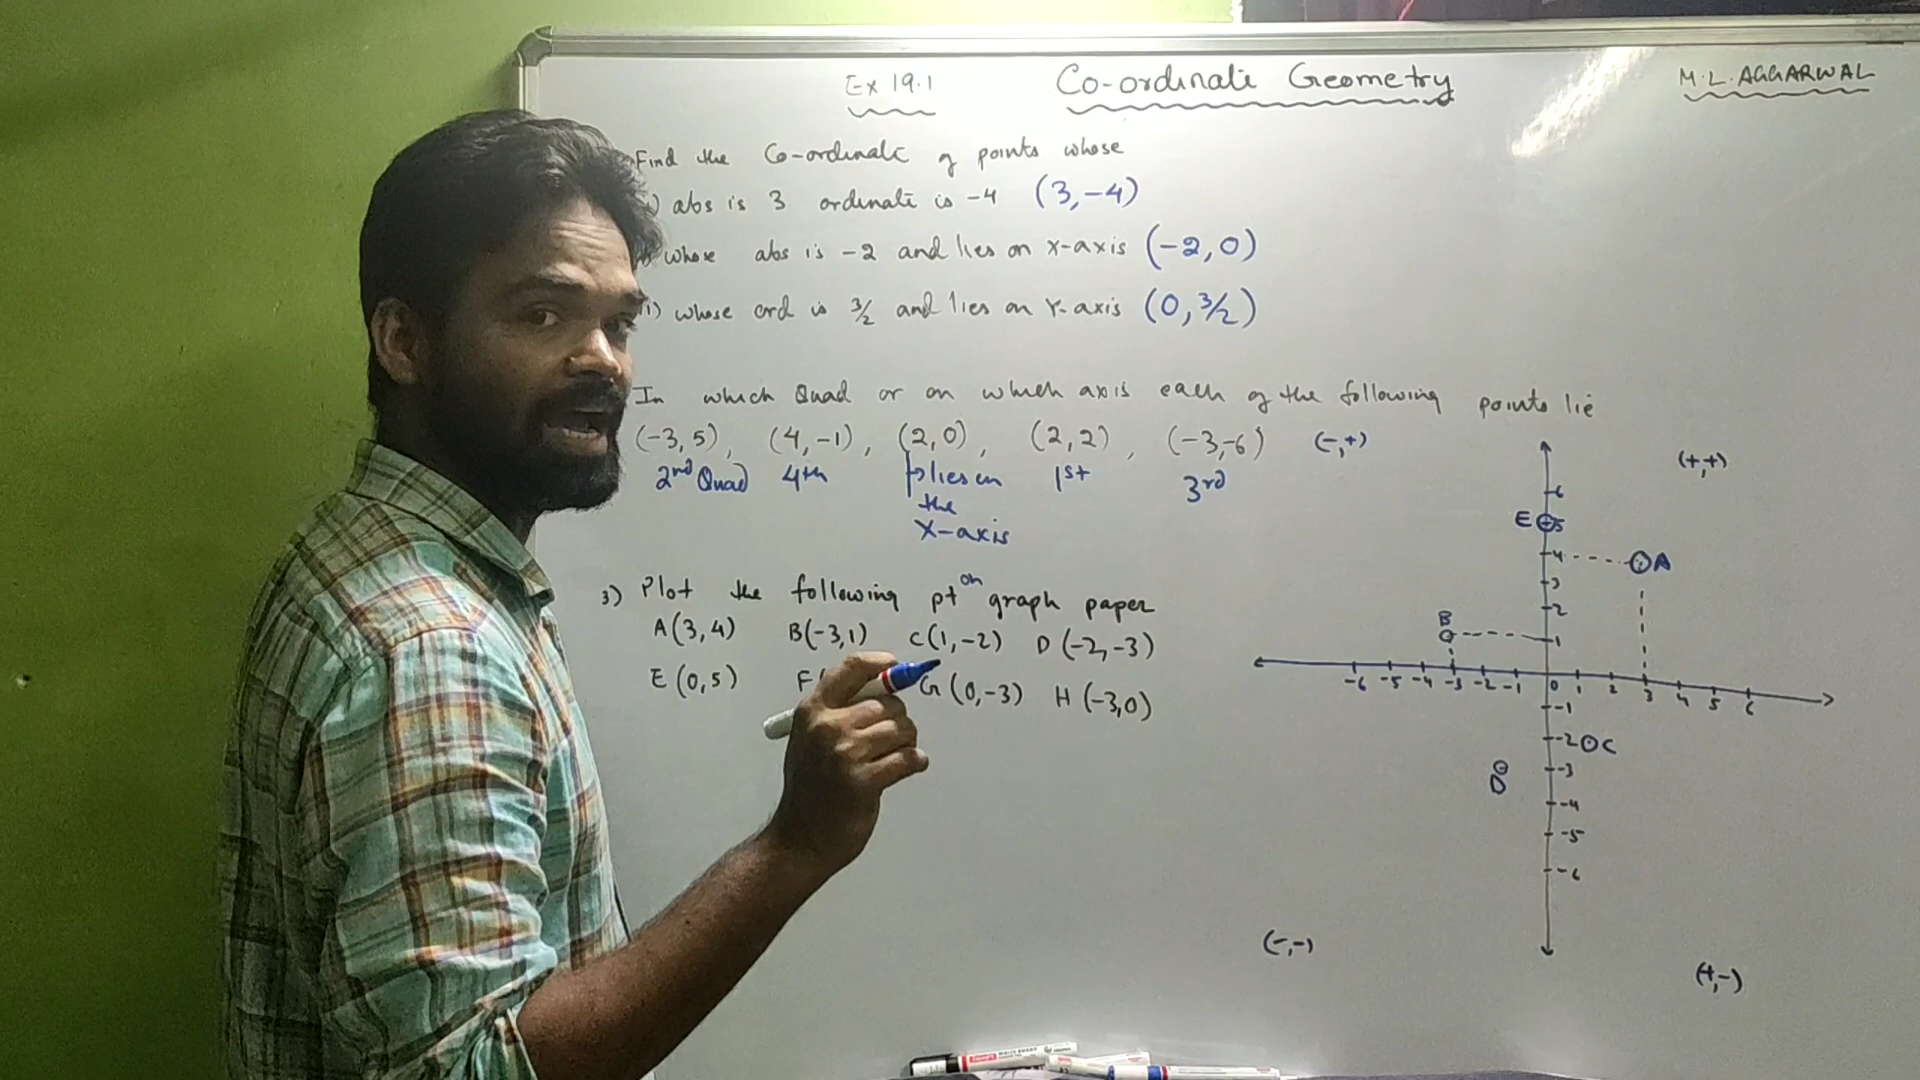 Ex 19.1 Co-ordinate Geometry M.L. AGGARWAL
Find the Co-ordinate of points whose
) abs is 3 ordinate is -4 (3,-4)
) whose abs is -2 and lies on x-axis (-2,0)
i) whose ord is 3/2 and lies on Y-axis (0,3/2)
In which Quad or on which axis each of the following points lie
(-3,5), (4,-1), (2,0), (2,2), (-3,-6) (-,+)
2nd Quad 4th lies on the X-axis 1st 3rd
(+,+)
3) Plot the following pt on graph paper
A(3,4) B(-3,1) C(1,-2) D(-2,-3)
E(0,5) F( G(0,-3) H(-3,0)
6
E 5
4 A
3
2
B 1
-6 -5 -4 -3 -2 -1 0 1 2 3 4 5 6
-1
-2 C
-3
D
-4
-5
-6
(-,-) (+,-)